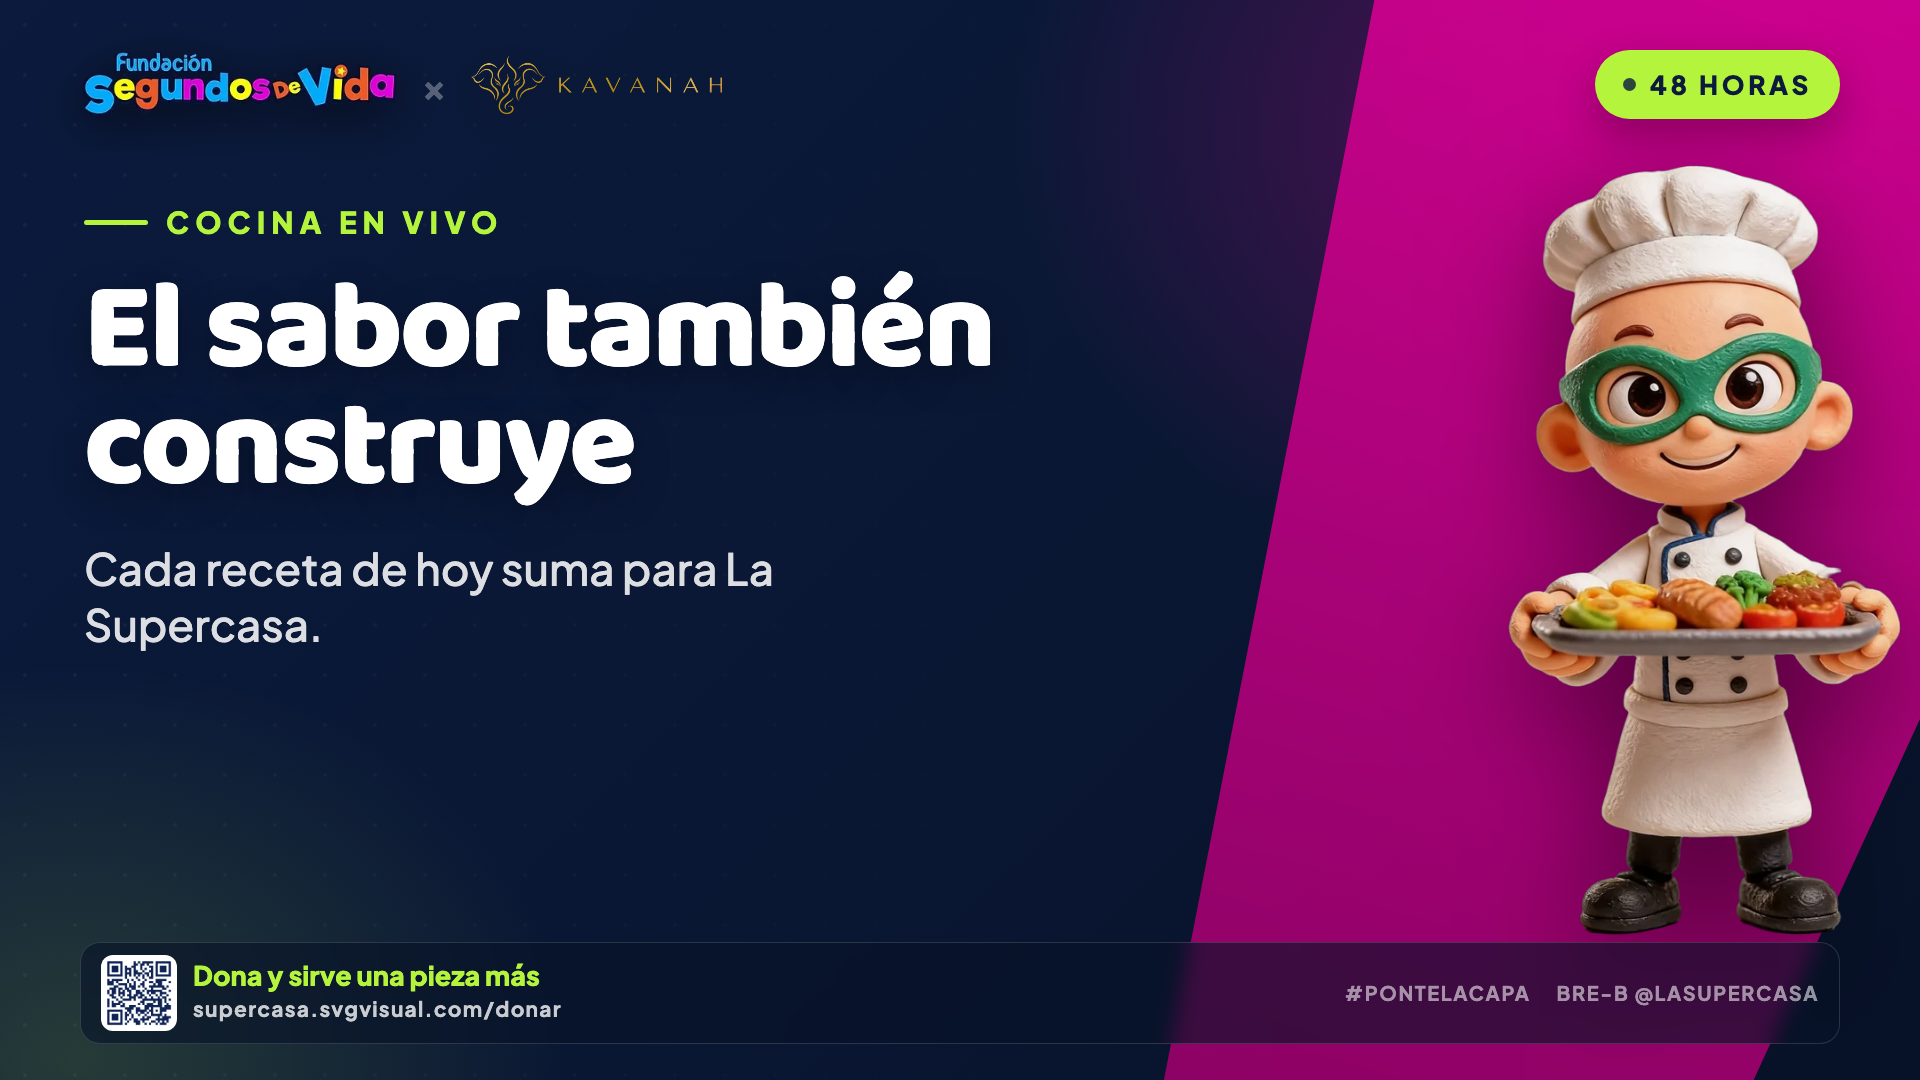 Fundación
Segundos de Vida × KAVANAH
48 HORAS
COCINA EN VIVO
El sabor también
construye
Cada receta de hoy suma para La
Supercasa.
Dona y sirve una pieza más
supercasa.svgvisual.com/donar
#PONTELACAPA BRE-B @LASUPERCASA